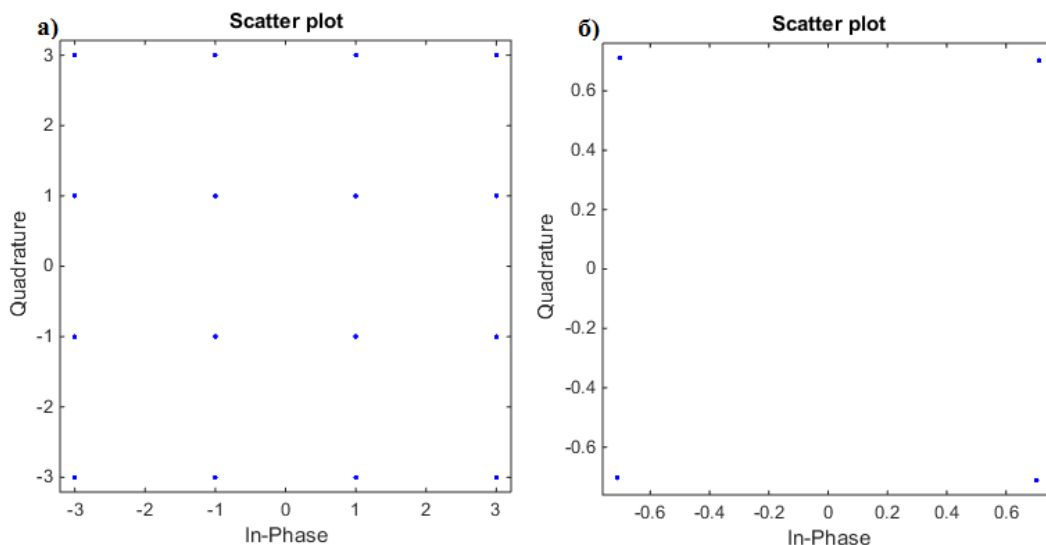 а)
Scatter plot
3
2
1
0
-1
-2
-3
Quadrature
-3 -2 -1 0 1 2 3
In-Phase
б)
Scatter plot
0.6
0.4
0.2
0
-0.2
-0.4
-0.6
Quadrature
-0.6 -0.4 -0.2 0 0.2 0.4 0.6
In-Phase